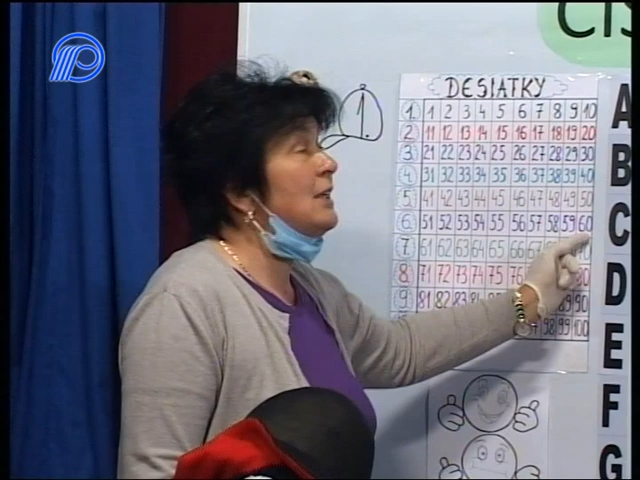 ČÍS
DESIATKY
1
1. 1 2 3 4 5 6 7 8 9 10
2. 11 12 13 14 15 16 17 18 19 20
3. 21 22 23 24 25 26 27 28 29 30
4. 31 32 33 34 35 36 37 38 39 40
5. 41 42 43 44 45 46 47 48 49 50
6. 51 52 53 54 55 56 57 58 59 60
7. 61 62 63 64 65 66
8. 71 72 73 74 75 76 80
9. 81 82 83 84 85 89 90
98 99 100
A
B
C
D
E
F
G